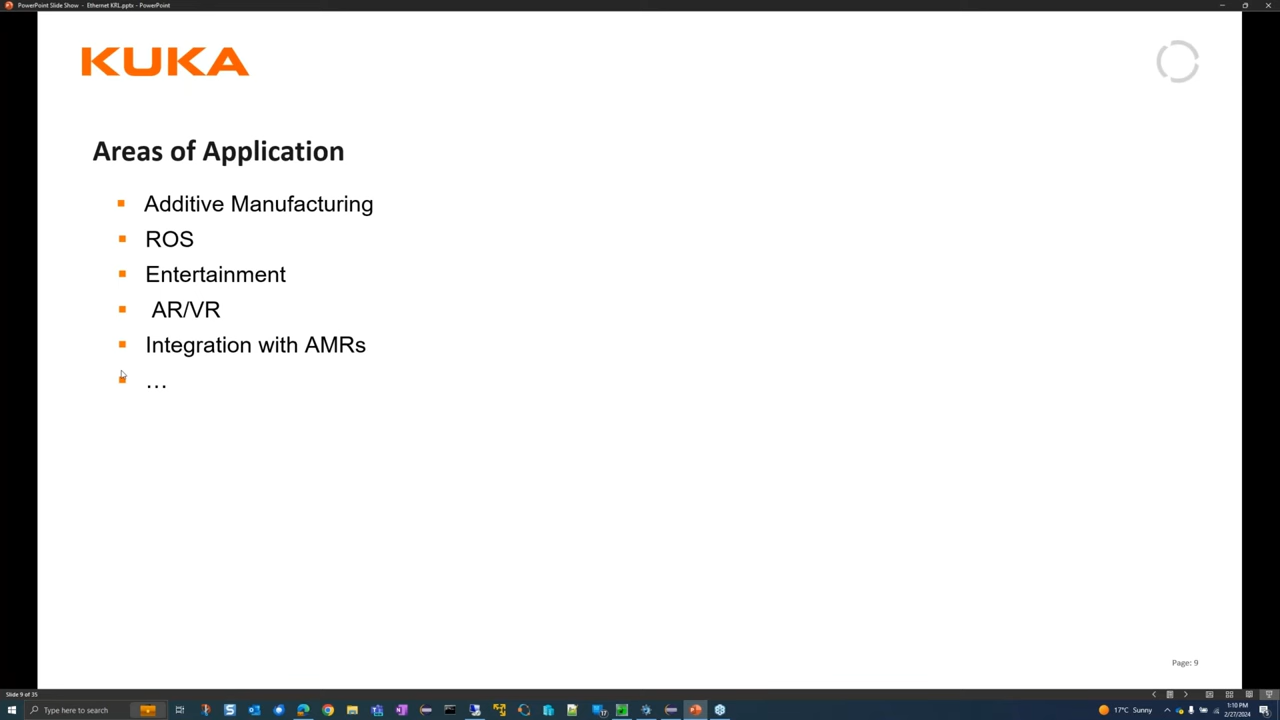 PowerPoint Slide Show - Ethernet KRL.pptx - PowerPoint
KUKA
Areas of Application
Additive Manufacturing
ROS
Entertainment
AR/VR
Integration with AMRs
...
Page: 9
Slide 9 of 35
Type here to search
17
17°C Sunny
1:10 PM
2/27/2024